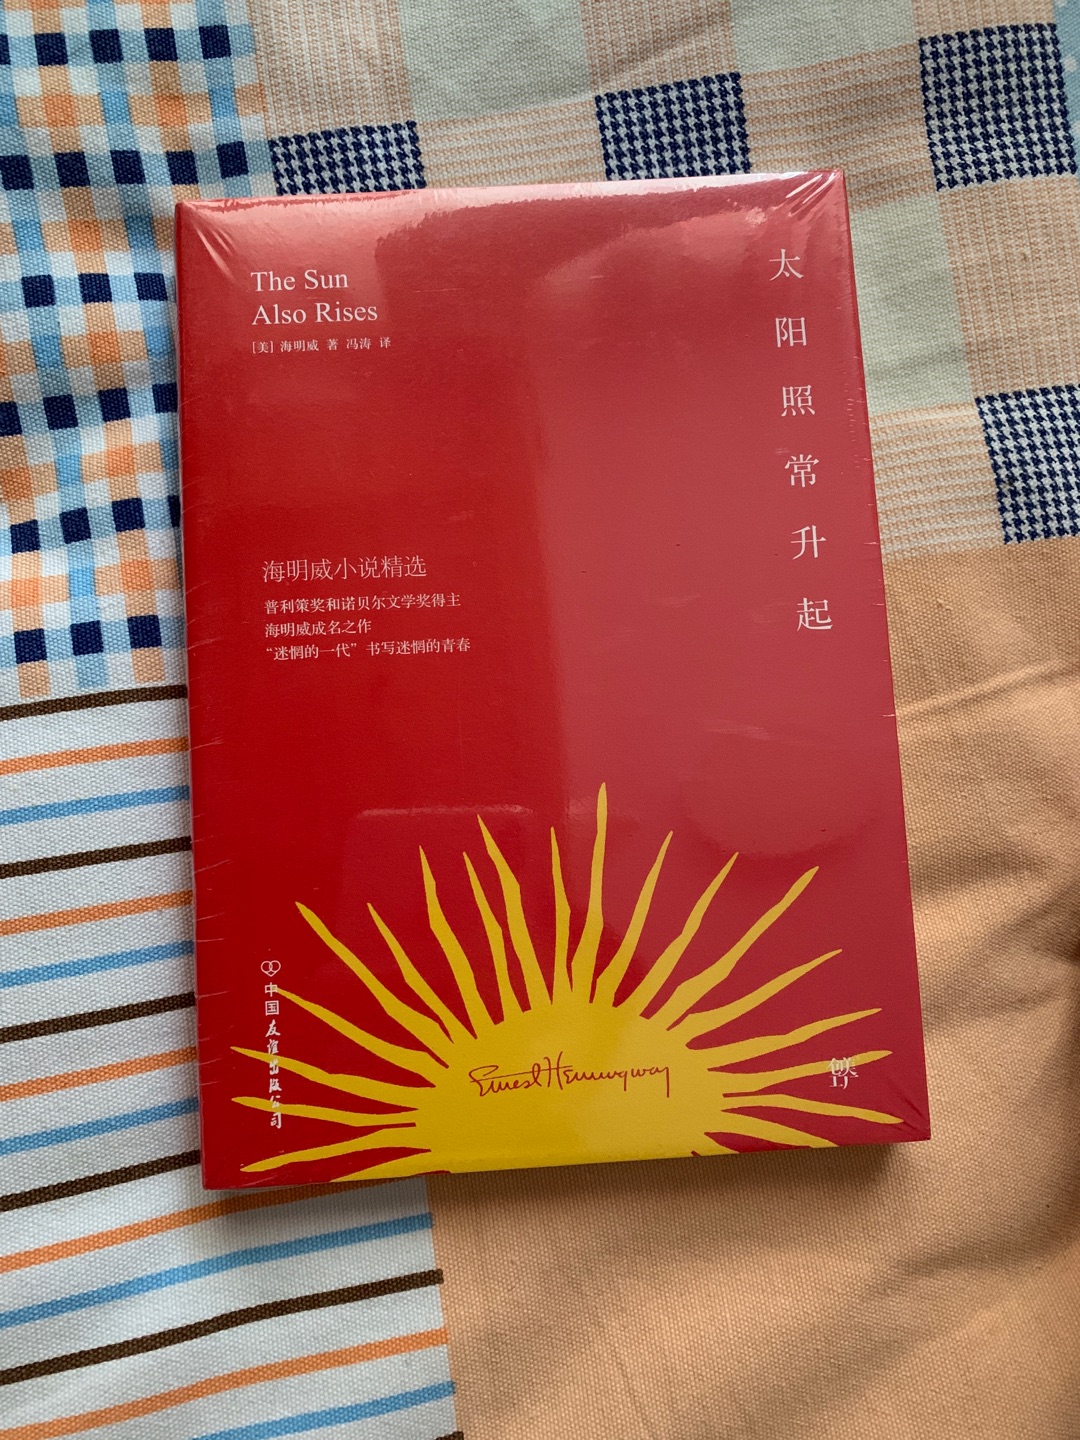 The Sun
Also Rises
[美] 海明威 著 冯涛 译
太阳照常升起
海明威小说精选
普利策奖和诺贝尔文学奖得主
海明威成名之作
“迷惘的一代”书写迷惘的青春
中国友谊出版公司
Ernest Hemingway